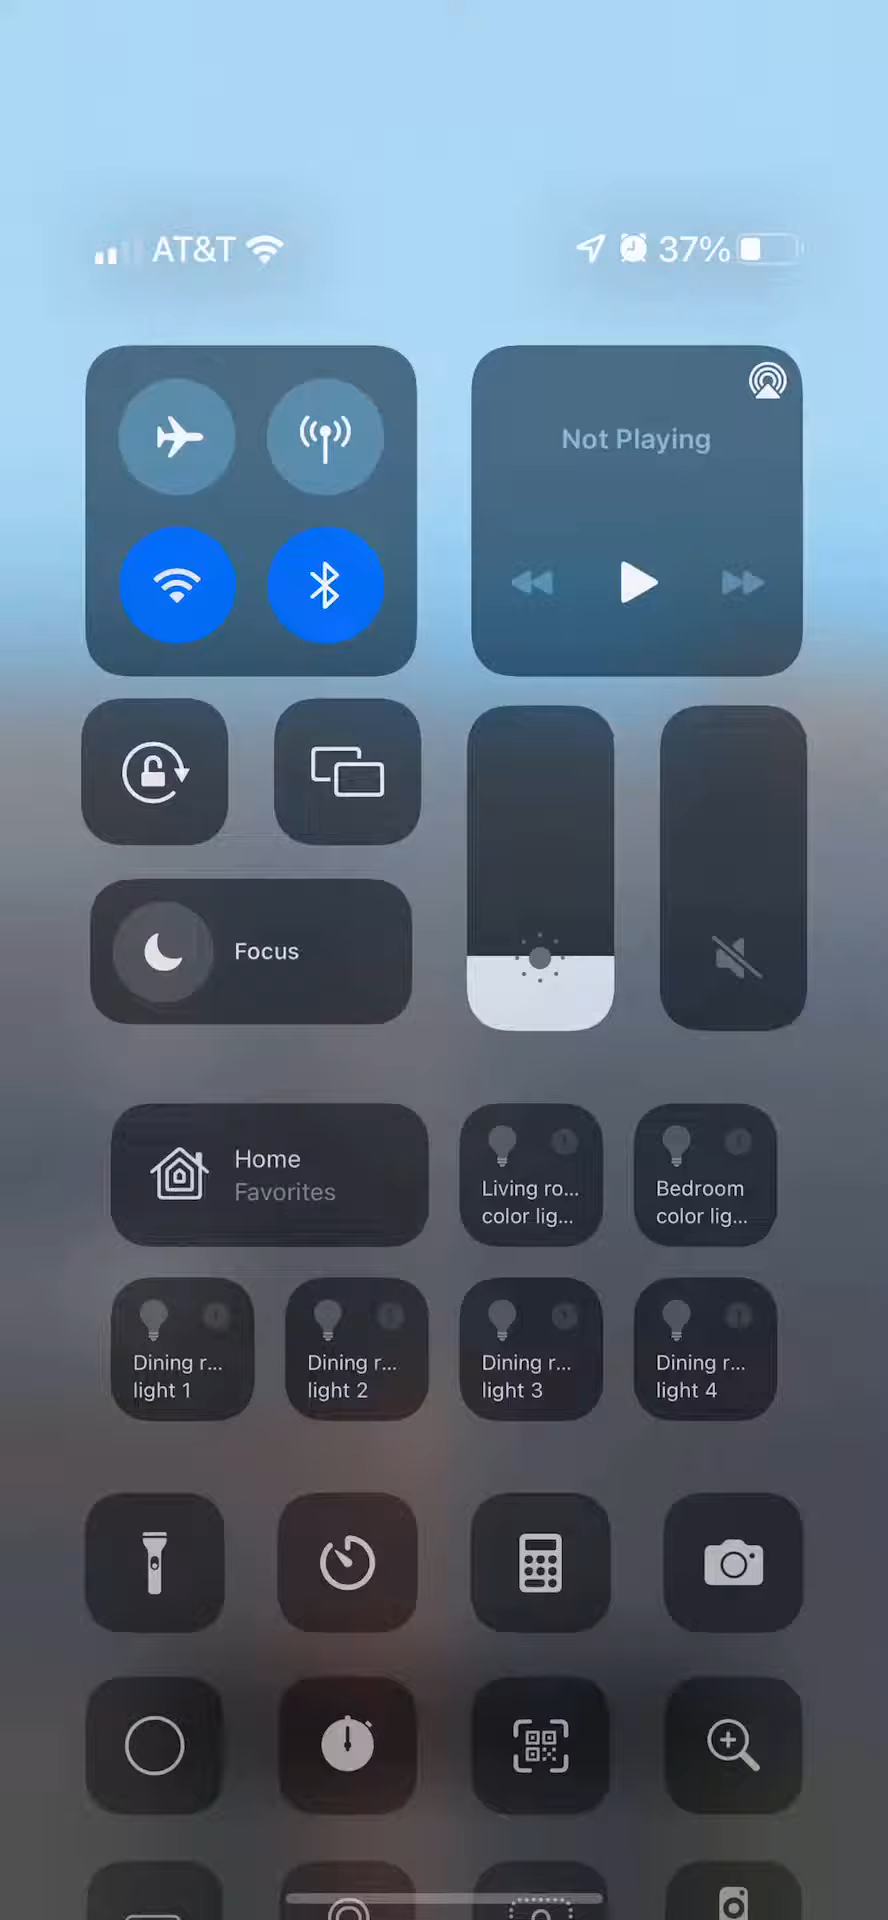 AT&T
37%
Not Playing
Focus
Home
Favorites
Living ro...
color lig...
Bedroom
color lig...
Dining r...
light 1
Dining r...
light 2
Dining r...
light 3
Dining r...
light 4